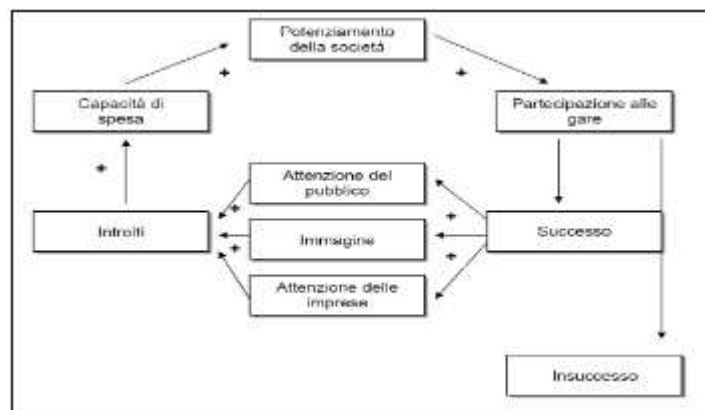 Potenziamento
della società
+
+
Capacità di
spesa
Partecipazione alle
gare
+
Attenzione del
pubblico
+
+
Introiti
Immagine
Successo
+
+
Attenzione delle
imprese
Insuccesso